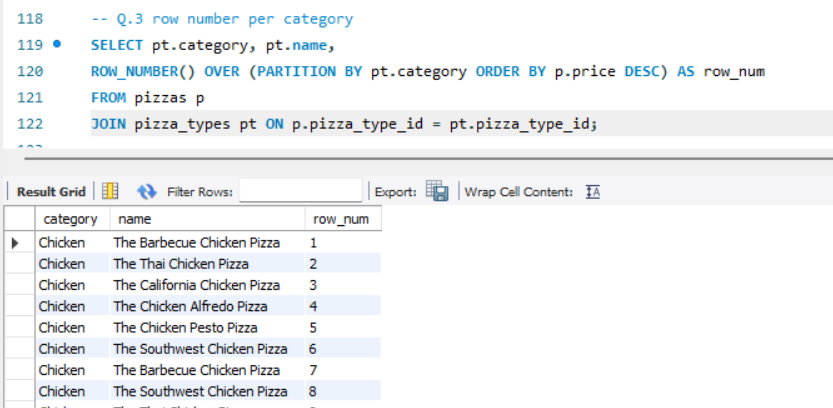 118 -- Q.3 row number per category
119 SELECT pt.category, pt.name,
120 ROW_NUMBER() OVER (PARTITION BY pt.category ORDER BY p.price DESC) AS row_num
121 FROM pizzas p
122 JOIN pizza_types pt ON p.pizza_type_id = pt.pizza_type_id;
Result Grid Filter Rows: Export: Wrap Cell Content: IA
category name row_num
Chicken The Barbecue Chicken Pizza 1
Chicken The Thai Chicken Pizza 2
Chicken The California Chicken Pizza 3
Chicken The Chicken Alfredo Pizza 4
Chicken The Chicken Pesto Pizza 5
Chicken The Southwest Chicken Pizza 6
Chicken The Barbecue Chicken Pizza 7
Chicken The Southwest Chicken Pizza 8